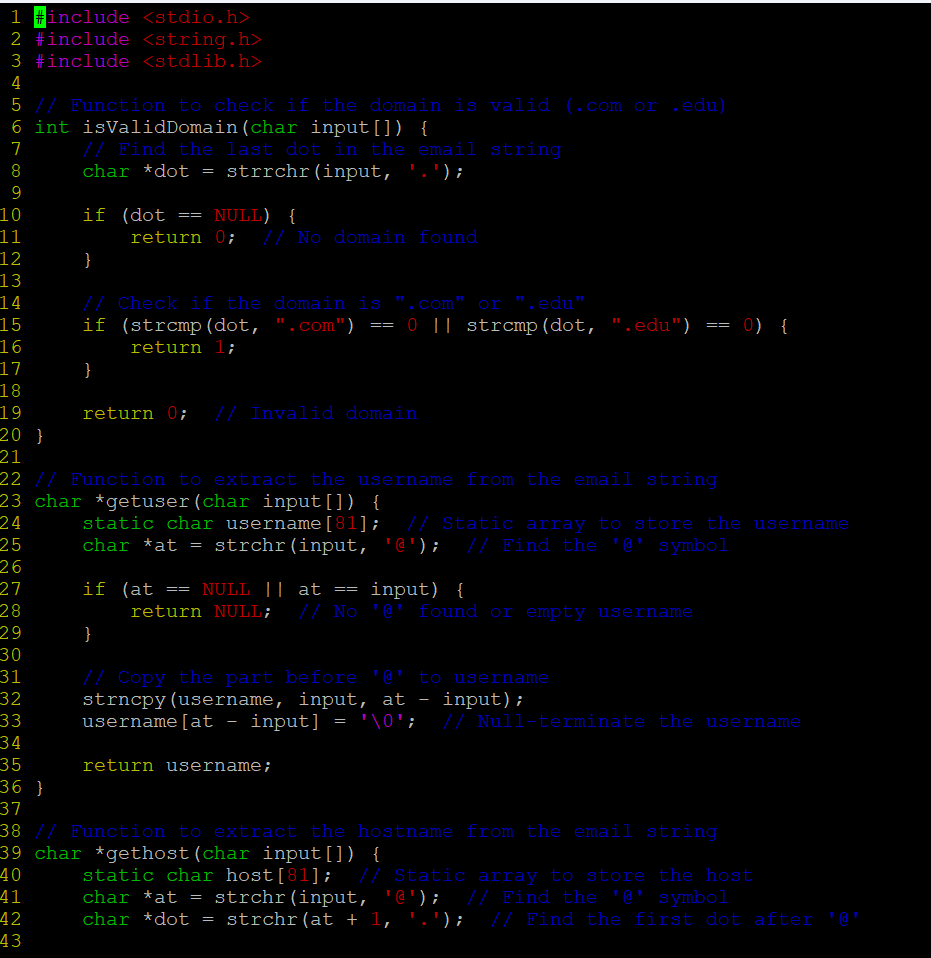 1 #include <stdio.h>
2 #include <string.h>
3 #include <stdlib.h>
4
5 // Function to check if the domain is valid (.com or .edu)
6 int isValidDomain(char input[]) {
7     // Find the last dot in the email string
8     char *dot = strrchr(input, '.');
9
10     if (dot == NULL) {
11         return 0;  // No domain found
12     }
13
14     // Check if the domain is ".com" or ".edu"
15     if (strcmp(dot, ".com") == 0 || strcmp(dot, ".edu") == 0) {
16         return 1;
17     }
18
19     return 0;  // Invalid domain
20 }
21
22 // Function to extract the username from the email string
23 char *getuser(char input[]) {
24     static char username[81];  // Static array to store the username
25     char *at = strchr(input, '@');  // Find the '@' symbol
26
27     if (at == NULL || at == input) {
28         return NULL;  // No '@' found or empty username
29     }
30
31     // Copy the part before '@' to username
32     strncpy(username, input, at - input);
33     username[at - input] = '\0';  // Null-terminate the username
34
35     return username;
36 }
37
38 // Function to extract the hostname from the email string
39 char *gethost(char input[]) {
40     static char host[81];  // Static array to store the host
41     char *at = strchr(input, '@');  // Find the '@' symbol
42     char *dot = strchr(at + 1, '.');  // Find the first dot after '@'
43